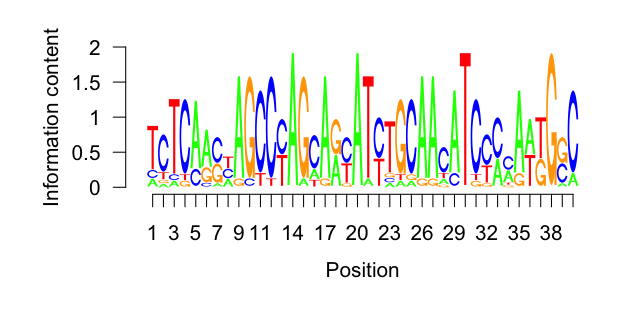 Information content
2
1.5
1
0.5
0
TCTCAACTAGCCCAGCAGCATCTGCAACATCCCCAATGGC
1 3 5 7 9 11 14 17 20 23 26 29 32 35 38
Position